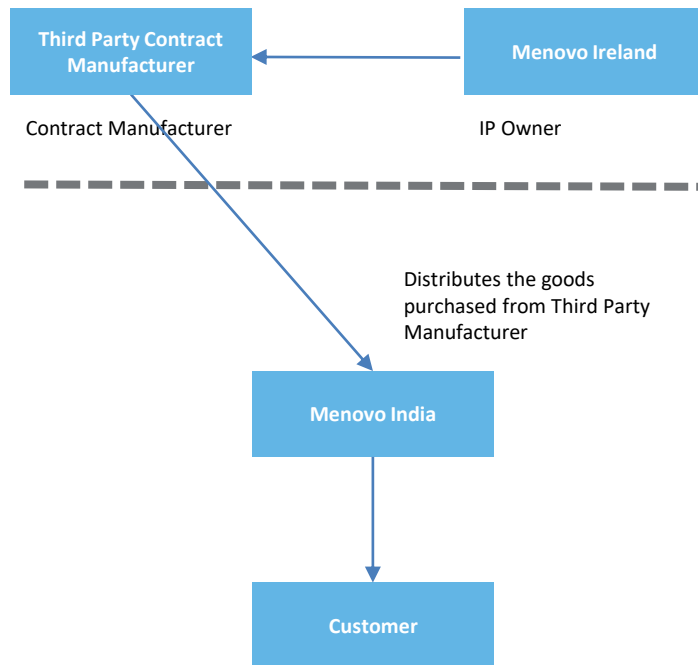 Third Party Contract
Manufacturer
Menovo Ireland
Contract Manufacturer
IP Owner
Distributes the goods
purchased from Third Party
Manufacturer
Menovo India
Customer